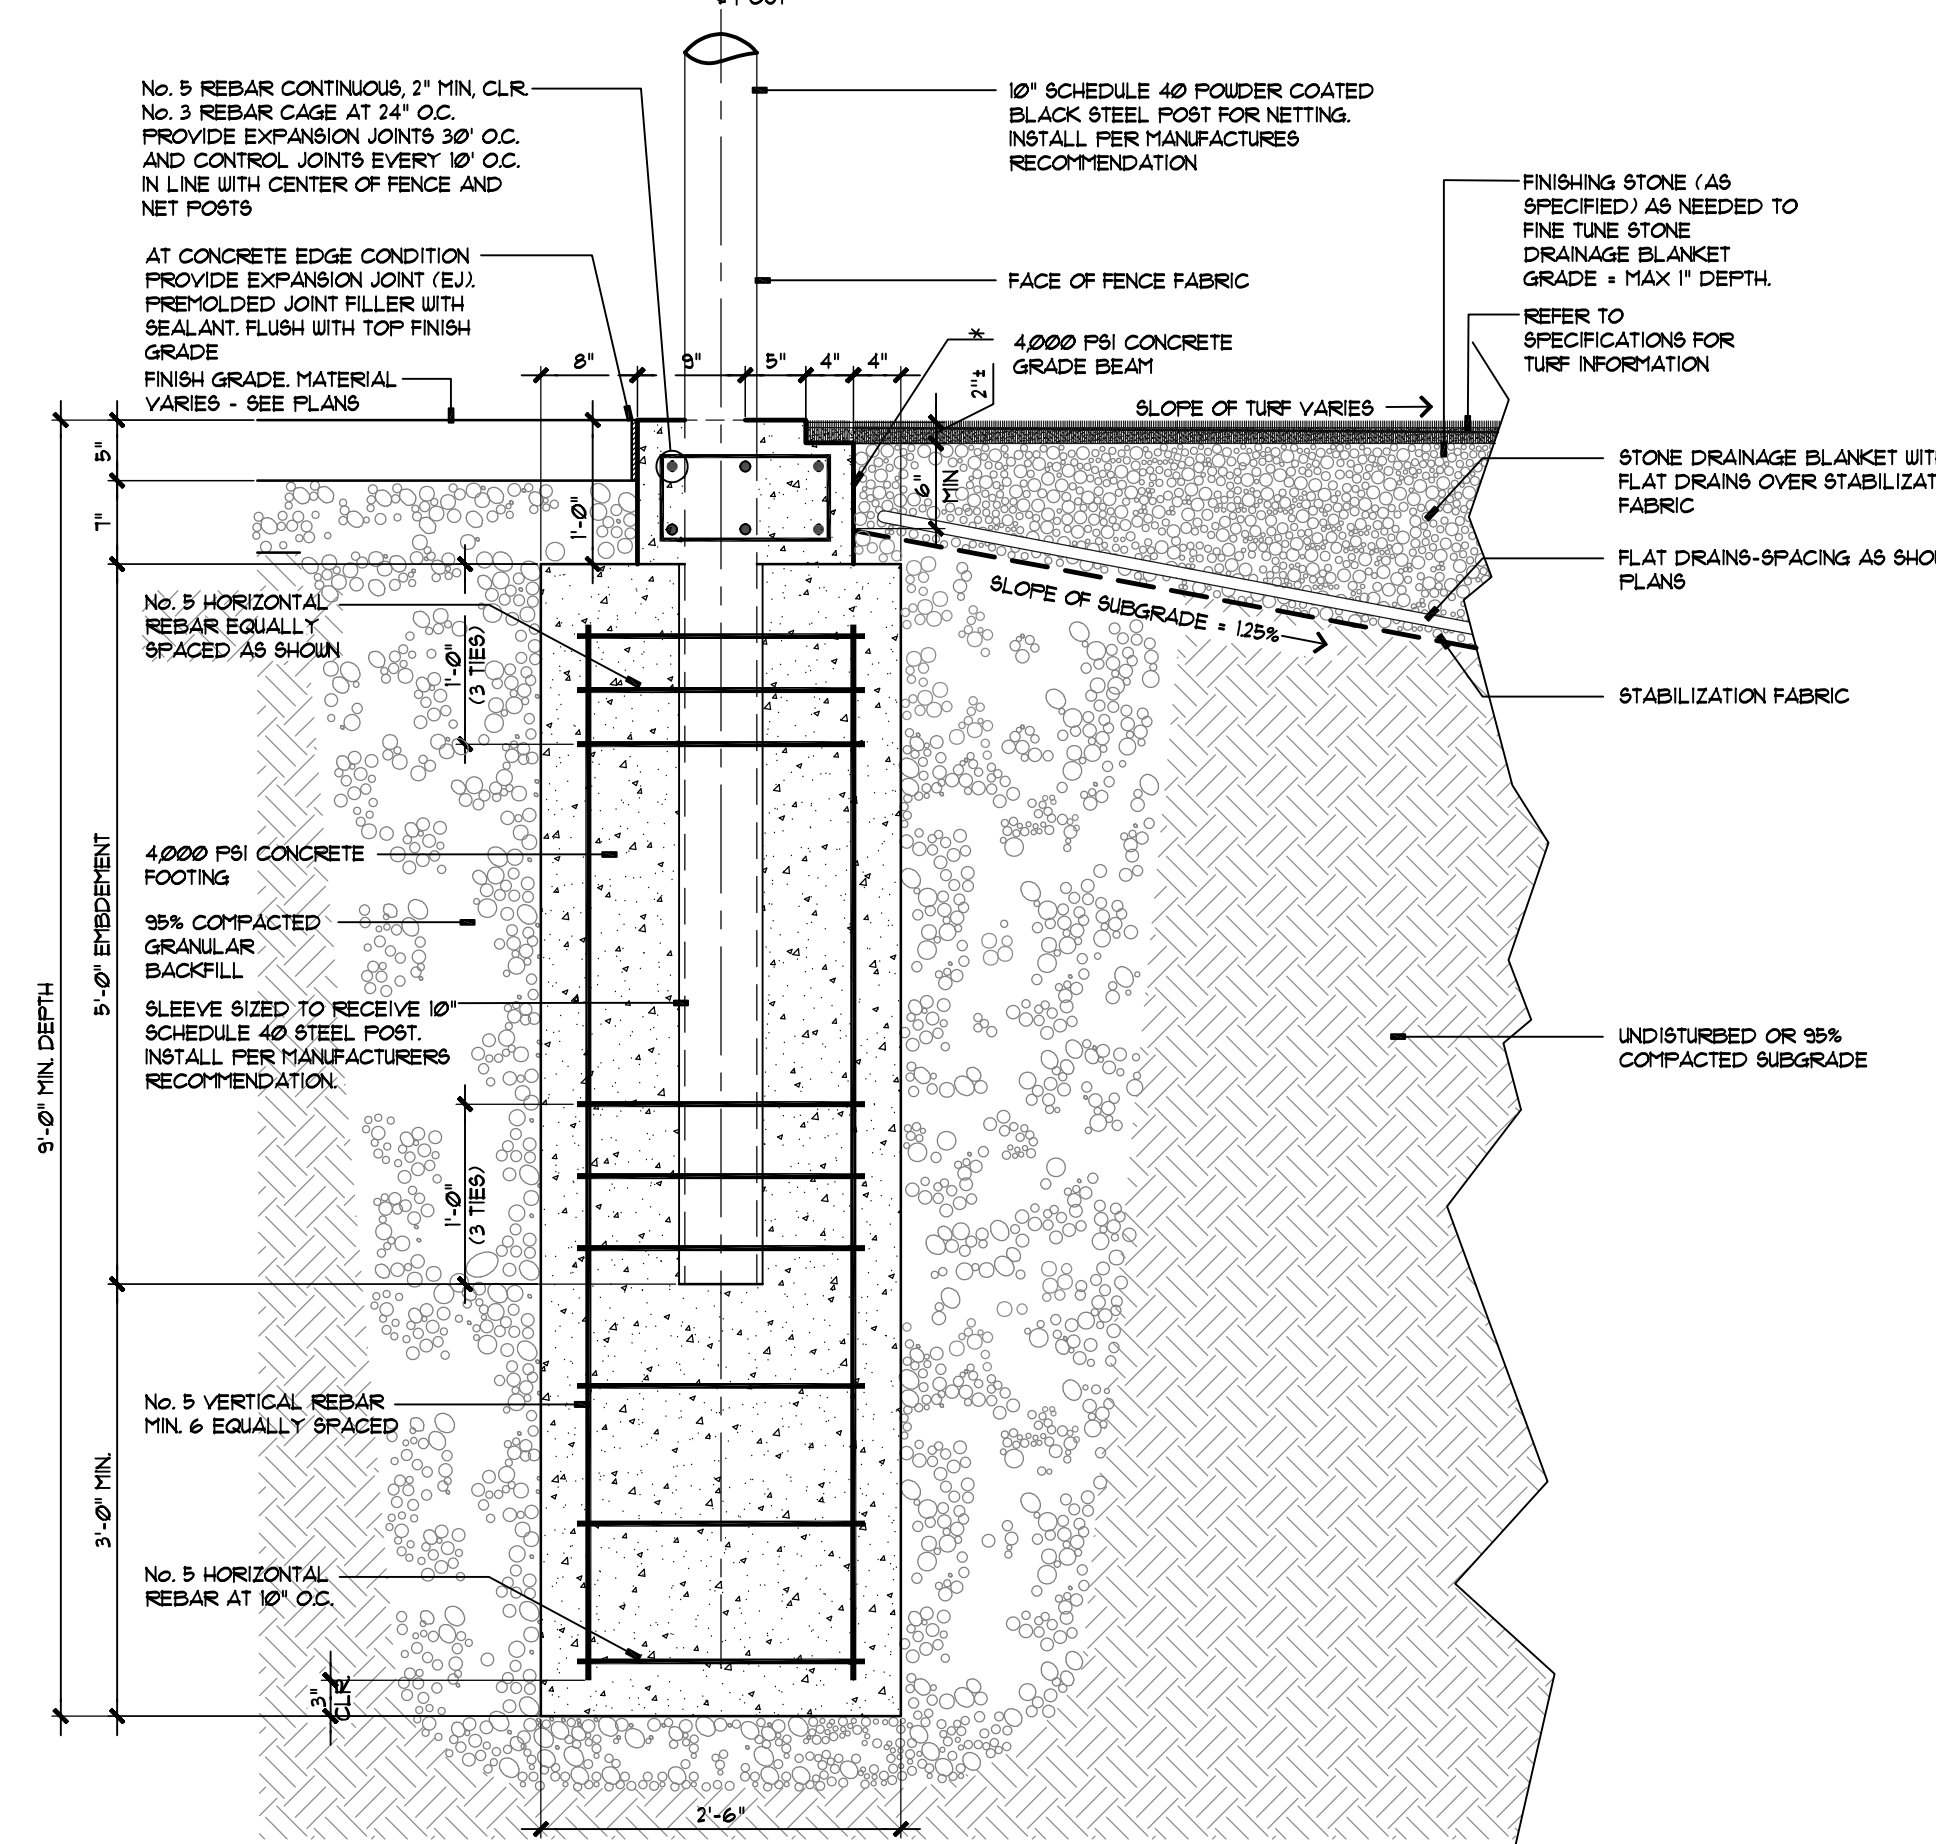 POST
No. 5 REBAR CONTINUOUS, 2" MIN, CLR.
No. 3 REBAR CAGE AT 24" O.C.
PROVIDE EXPANSION JOINTS 30' O.C.
AND CONTROL JOINTS EVERY 10' O.C.
IN LINE WITH CENTER OF FENCE AND
NET POSTS
10" SCHEDULE 40 POWDER COATED
BLACK STEEL POST FOR NETTING.
INSTALL PER MANUFACTURES
RECOMMENDATION
FINISHING STONE (AS
SPECIFIED) AS NEEDED TO
FINE TUNE STONE
DRAINAGE BLANKET
GRADE = MAX 1" DEPTH.
AT CONCRETE EDGE CONDITION
PROVIDE EXPANSION JOINT (EJ).
PREMOLDED JOINT FILLER WITH
SEALANT. FLUSH WITH TOP FINISH
GRADE
FACE OF FENCE FABRIC
REFER TO
SPECIFICATIONS FOR
TURF INFORMATION
*
4,000 PSI CONCRETE
GRADE BEAM
FINISH GRADE. MATERIAL
VARIES - SEE PLANS
8"
9"
5"
4"
4"
2"±
SLOPE OF TURF VARIES
5"
7"
1'-0"
6"
MIN
STONE DRAINAGE BLANKET WIT
FLAT DRAINS OVER STABILIZAT
FABRIC
FLAT DRAINS-SPACING AS SHO
PLANS
SLOPE OF SUBGRADE = 1.25%
No. 5 HORIZONTAL
REBAR EQUALLY
SPACED AS SHOWN
1'-0"
(3 TIES)
STABILIZATION FABRIC
4,000 PSI CONCRETE
FOOTING
95% COMPACTED
GRANULAR
BACKFILL
5'-0" EMBDEMENT
9'-0" MIN. DEPTH
SLEEVE SIZED TO RECEIVE 10"
SCHEDULE 40 STEEL POST.
INSTALL PER MANUFACTURERS
RECOMMENDATION.
UNDISTURBED OR 95%
COMPACTED SUBGRADE
1'-0"
(3 TIES)
No. 5 VERTICAL REBAR
MIN. 6 EQUALLY SPACED
3'-0" MIN.
No. 5 HORIZONTAL
REBAR AT 10" O.C.
3"
CLR.
2'-6"